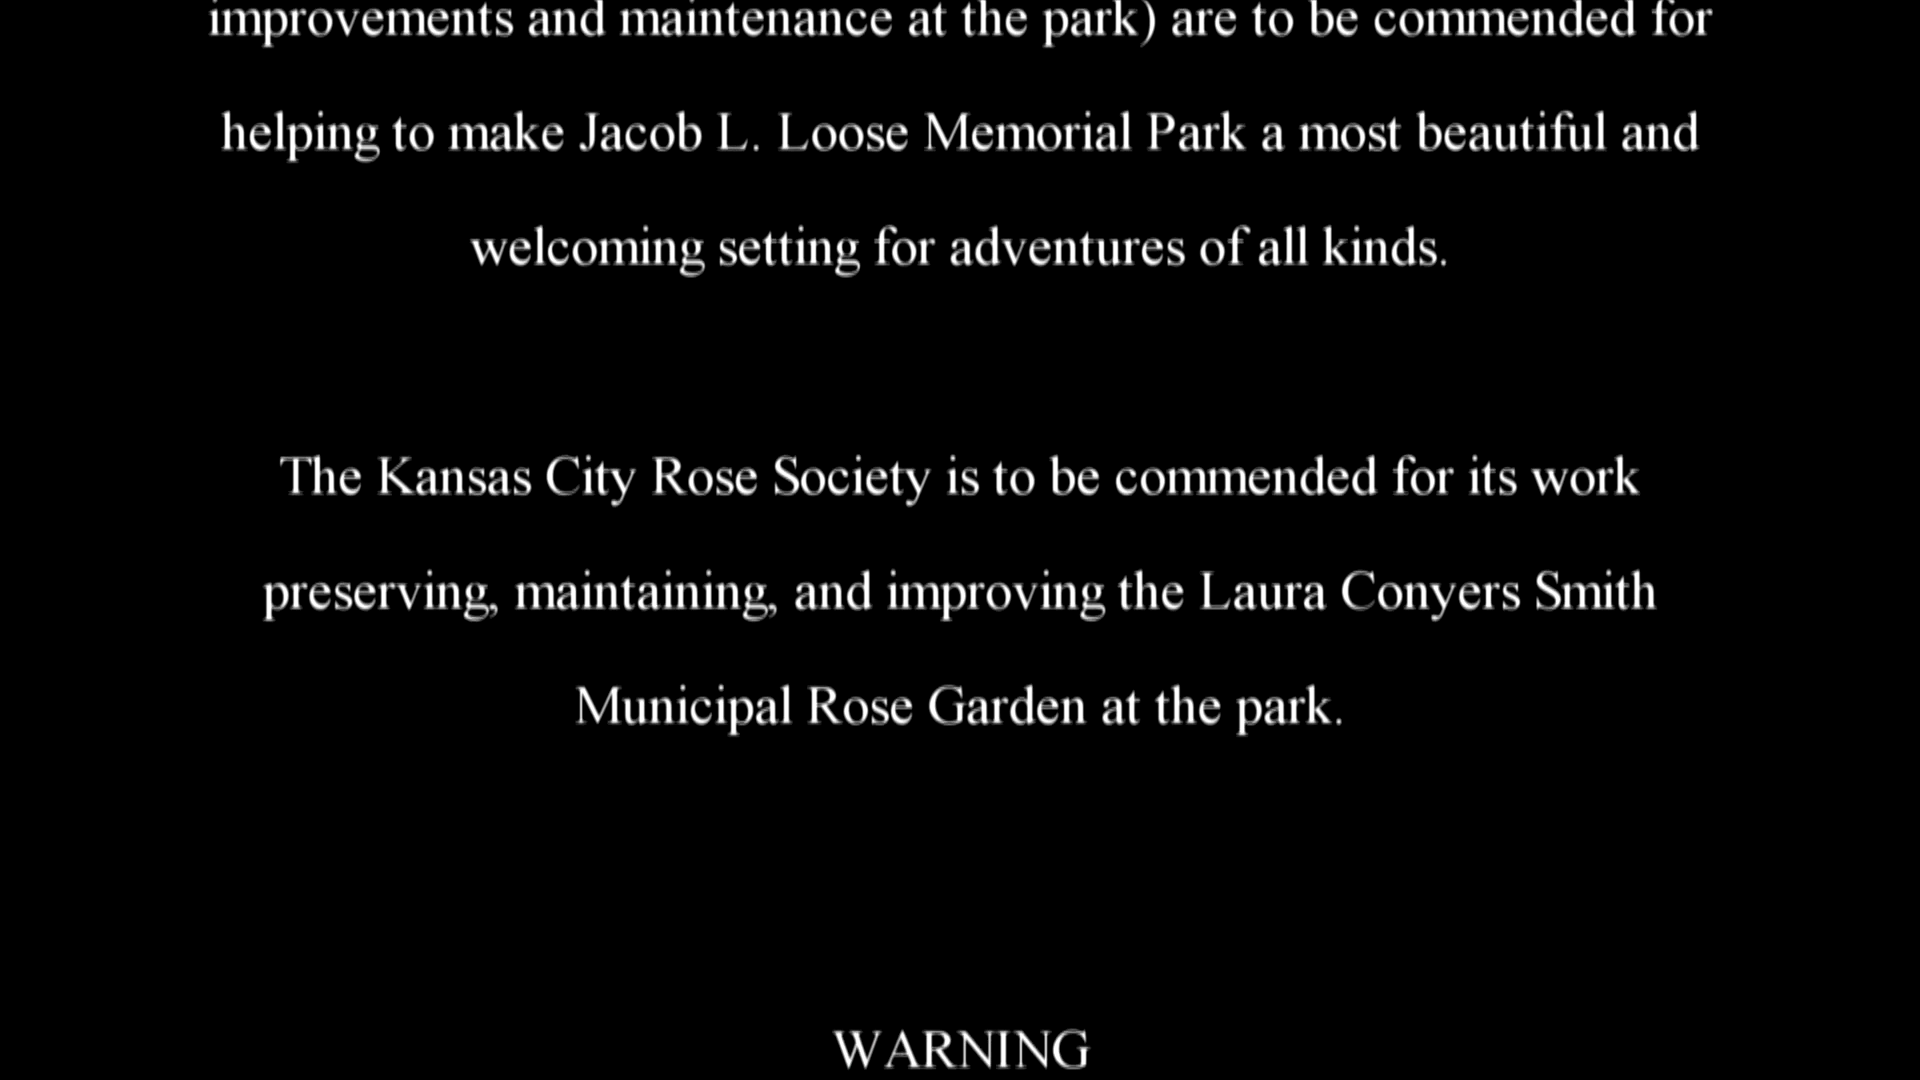 improvements and maintenance at the park) are to be commended for
helping to make Jacob L. Loose Memorial Park a most beautiful and
welcoming setting for adventures of all kinds.
The Kansas City Rose Society is to be commended for its work
preserving, maintaining, and improving the Laura Conyers Smith
Municipal Rose Garden at the park.
WARNING